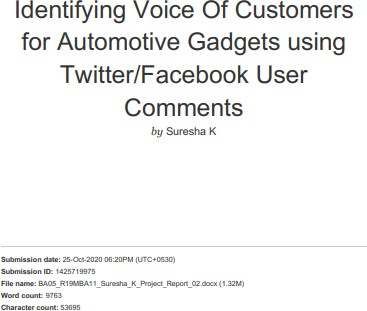 Identifying Voice Of Customers
for Automotive Gadgets using
Twitter/Facebook User
Comments
by Suresha K
Submission date: 25-Oct-2020 06:20PM (UTC+0530)
Submission ID: 1425719975
File name: BA05_R19MBA11_Suresha_K_Project_Report_02.docx (1.32M)
Word count: 9763
Character count: 53695